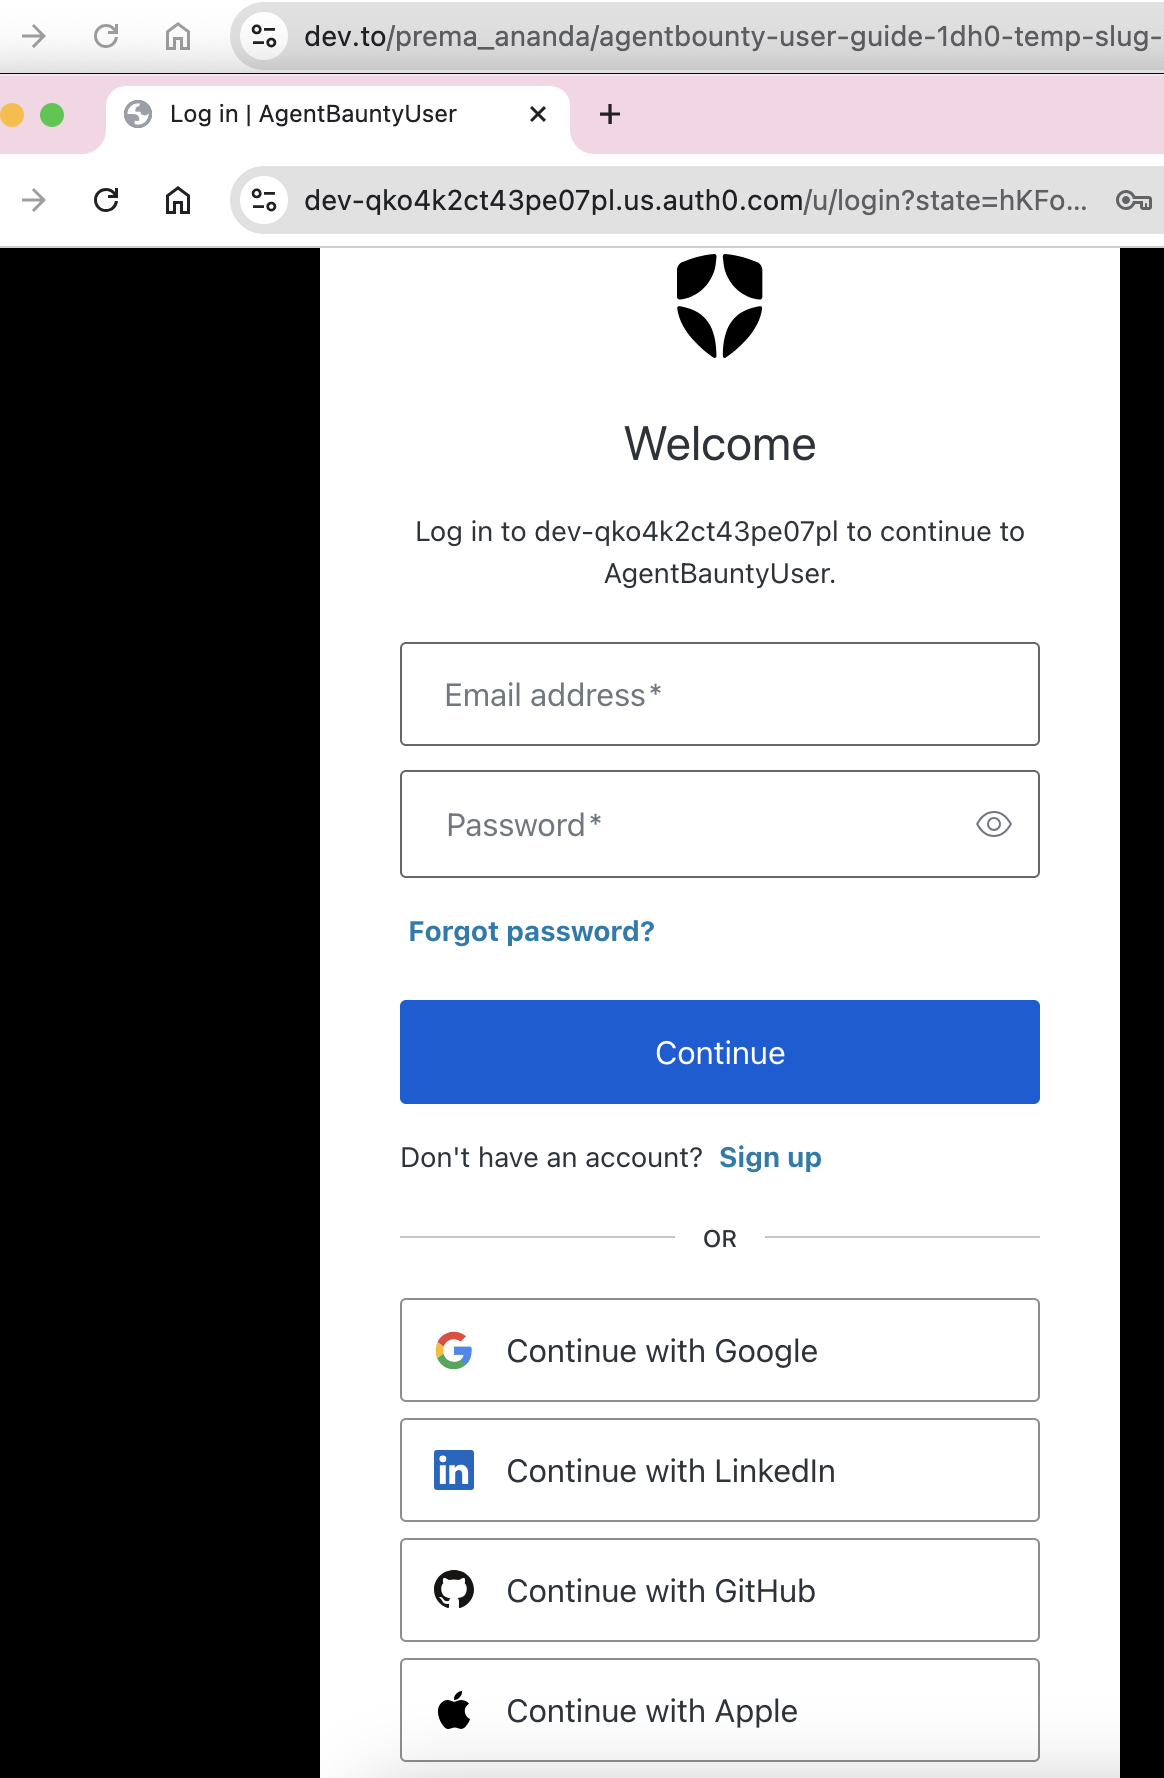 dev.to/prema_ananda/agentbounty-user-guide-1dh0-temp-slug-
Log in | AgentBauntyUser
dev-qko4k2ct43pe07pl.us.auth0.com/u/login?state=hKFo...
Welcome
Log in to dev-qko4k2ct43pe07pl to continue to
AgentBauntyUser.
Email address*
Password*
Forgot password?
Continue
Don't have an account? Sign up
OR
Continue with Google
in
Continue with LinkedIn
Continue with GitHub
Continue with Apple